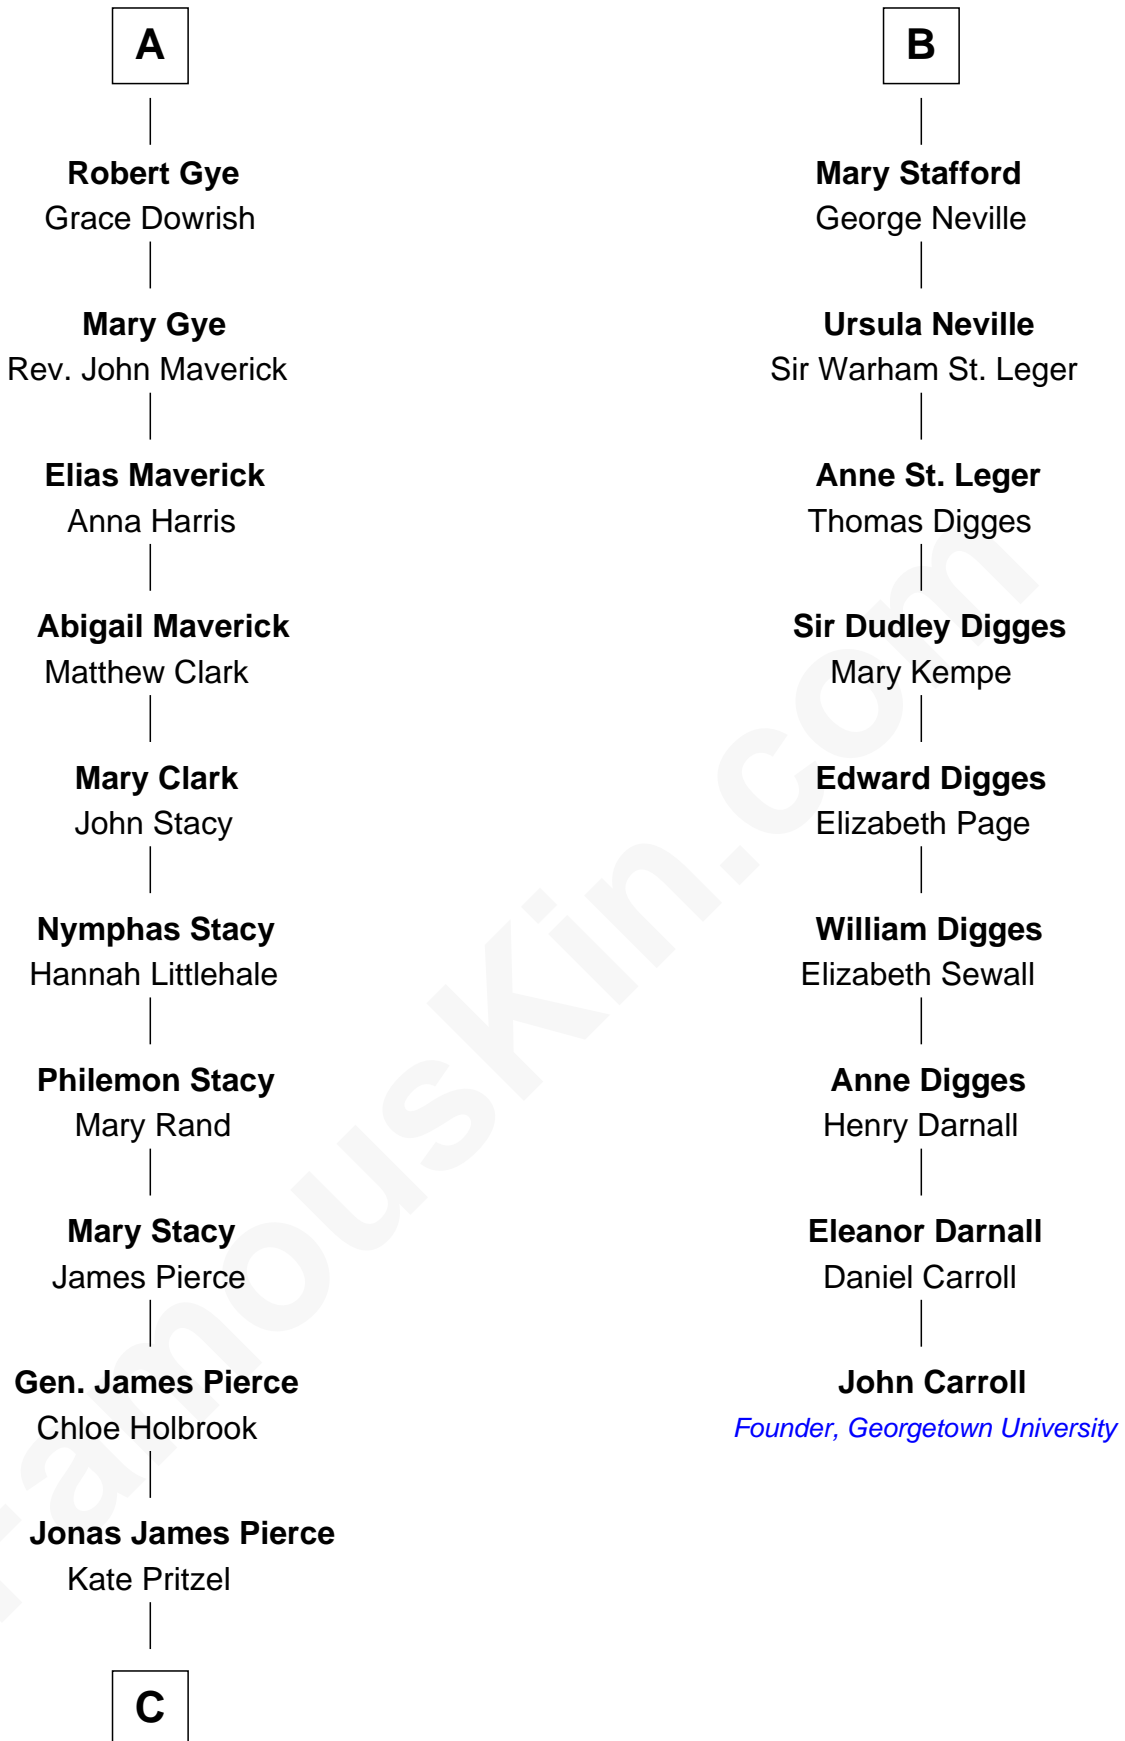 A
Robert Gye
Grace Dowrish
Mary Gye
Rev. John Maverick
Elias Maverick
Anna Harris
Abigail Maverick
Matthew Clark
Mary Clark
John Stacy
Nymphas Stacy
Hannah Littlehale
Philemon Stacy
Mary Rand
Mary Stacy
James Pierce
Gen. James Pierce
Chloe Holbrook
Jonas James Pierce
Kate Pritzel
C
B
Mary Stafford
George Neville
Ursula Neville
Sir Warham St. Leger
Anne St. Leger
Thomas Digges
Sir Dudley Digges
Mary Kempe
Edward Digges
Elizabeth Page
William Digges
Elizabeth Sewall
Anne Digges
Henry Darnall
Eleanor Darnall
Daniel Carroll
John Carroll
Founder, Georgetown University
FamousKin.com